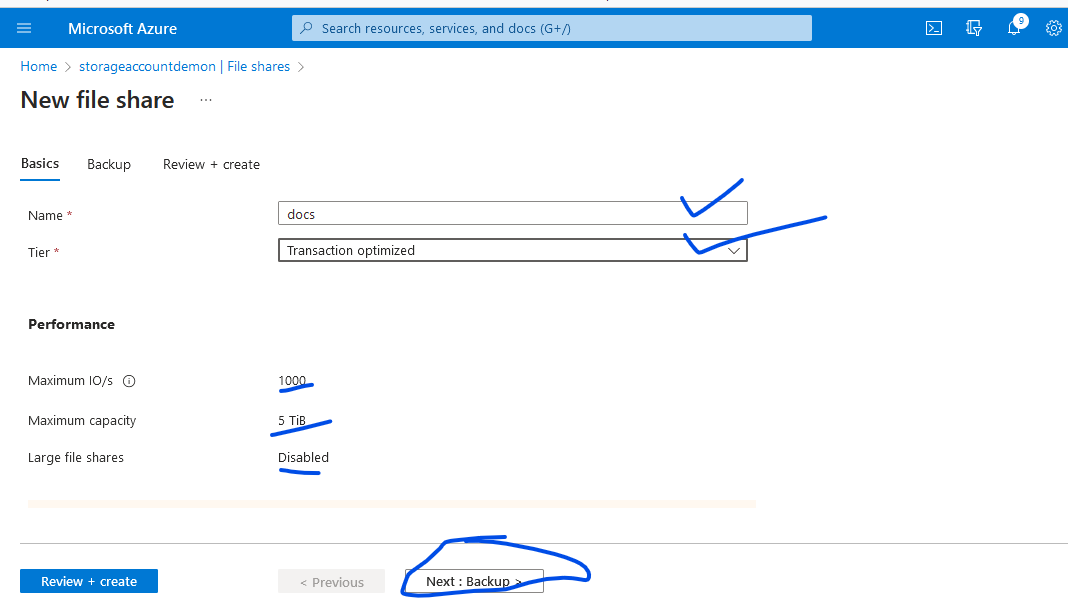 Microsoft Azure
Search resources, services, and docs (G+/)
9
Home > storageaccountdemon | File shares >
New file share ...
Basics Backup Review + create
Name *
docs
Tier *
Transaction optimized
Performance
Maximum IO/s
1000
Maximum capacity
5 TiB
Large file shares
Disabled
Review + create
< Previous
Next : Backup >